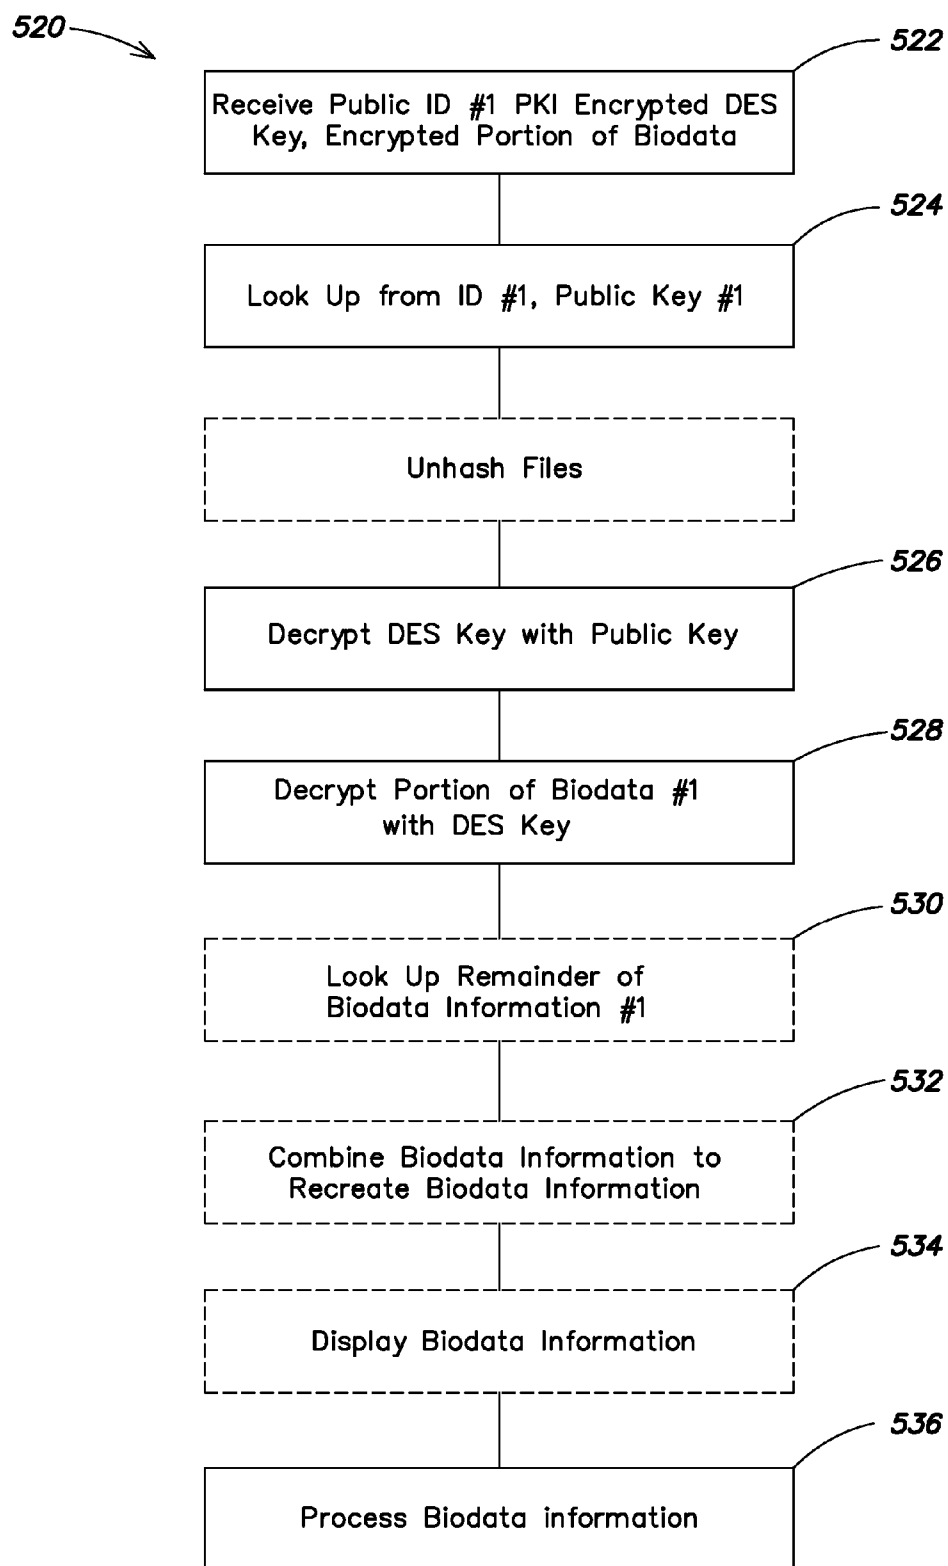 520
522
Receive Public ID #1 PKI Encrypted DES
Key, Encrypted Portion of Biodata
524
Look Up from ID #1, Public Key #1
Unhash Files
526
Decrypt DES Key with Public Key
528
Decrypt Portion of Biodata #1
with DES Key
530
Look Up Remainder of
Biodata Information #1
532
Combine Biodata Information to
Recreate Biodata Information
534
Display Biodata Information
536
Process Biodata information